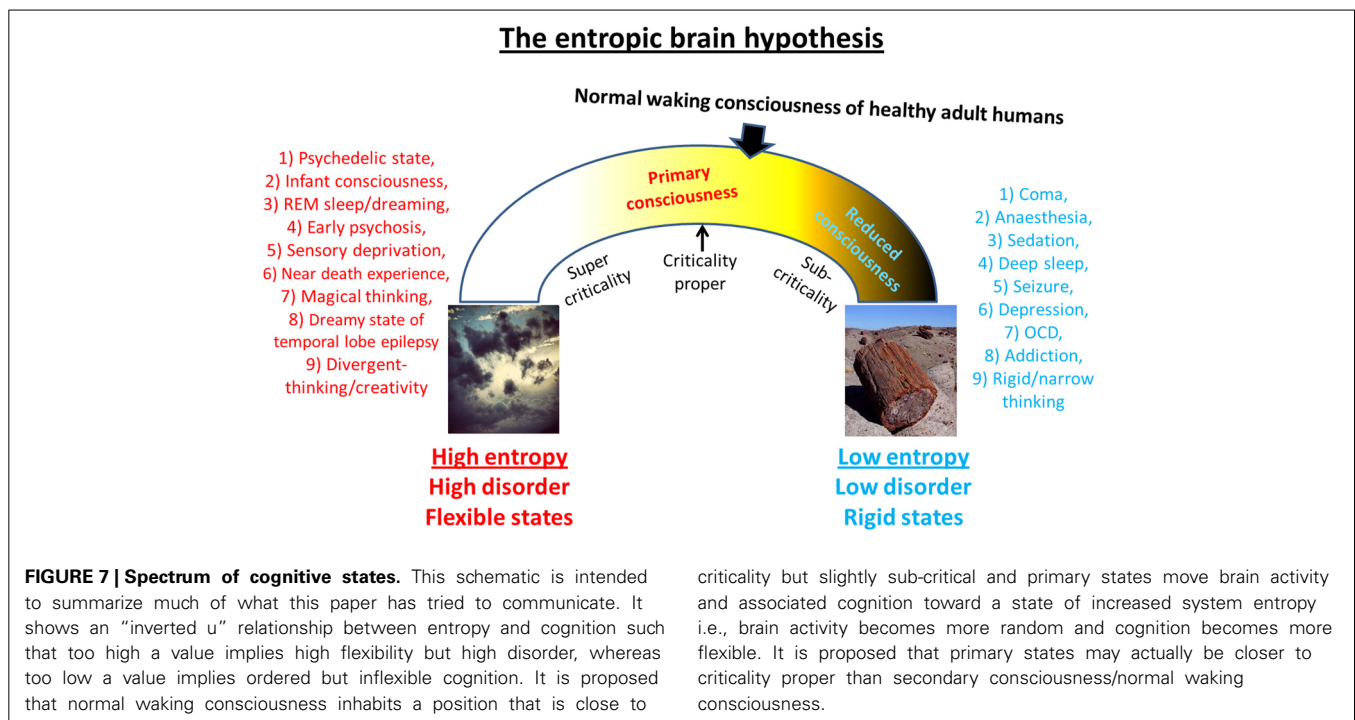 The entropic brain hypothesis
Normal waking consciousness of healthy adult humans
1) Psychedelic state,
2) Infant consciousness,
3) REM sleep/dreaming,
4) Early psychosis,
5) Sensory deprivation,
6) Near death experience,
7) Magical thinking,
8) Dreamy state of
temporal lobe epilepsy
9) Divergent-
thinking/creativity
Primary
consciousness
Reduced
consciousness
Super
criticality
Criticality
proper
Sub-
criticality
1) Coma,
2) Anaesthesia,
3) Sedation,
4) Deep sleep,
5) Seizure,
6) Depression,
7) OCD,
8) Addiction,
9) Rigid/narrow
thinking
High entropy
High disorder
Flexible states
Low entropy
Low disorder
Rigid states
FIGURE 7 | Spectrum of cognitive states. This schematic is intended
to summarize much of what this paper has tried to communicate. It
shows an “inverted u” relationship between entropy and cognition such
that too high a value implies high flexibility but high disorder, whereas
too low a value implies ordered but inflexible cognition. It is proposed
that normal waking consciousness inhabits a position that is close to
criticality but slightly sub-critical and primary states move brain activity
and associated cognition toward a state of increased system entropy
i.e., brain activity becomes more random and cognition becomes more
flexible. It is proposed that primary states may actually be closer to
criticality proper than secondary consciousness/normal waking
consciousness.